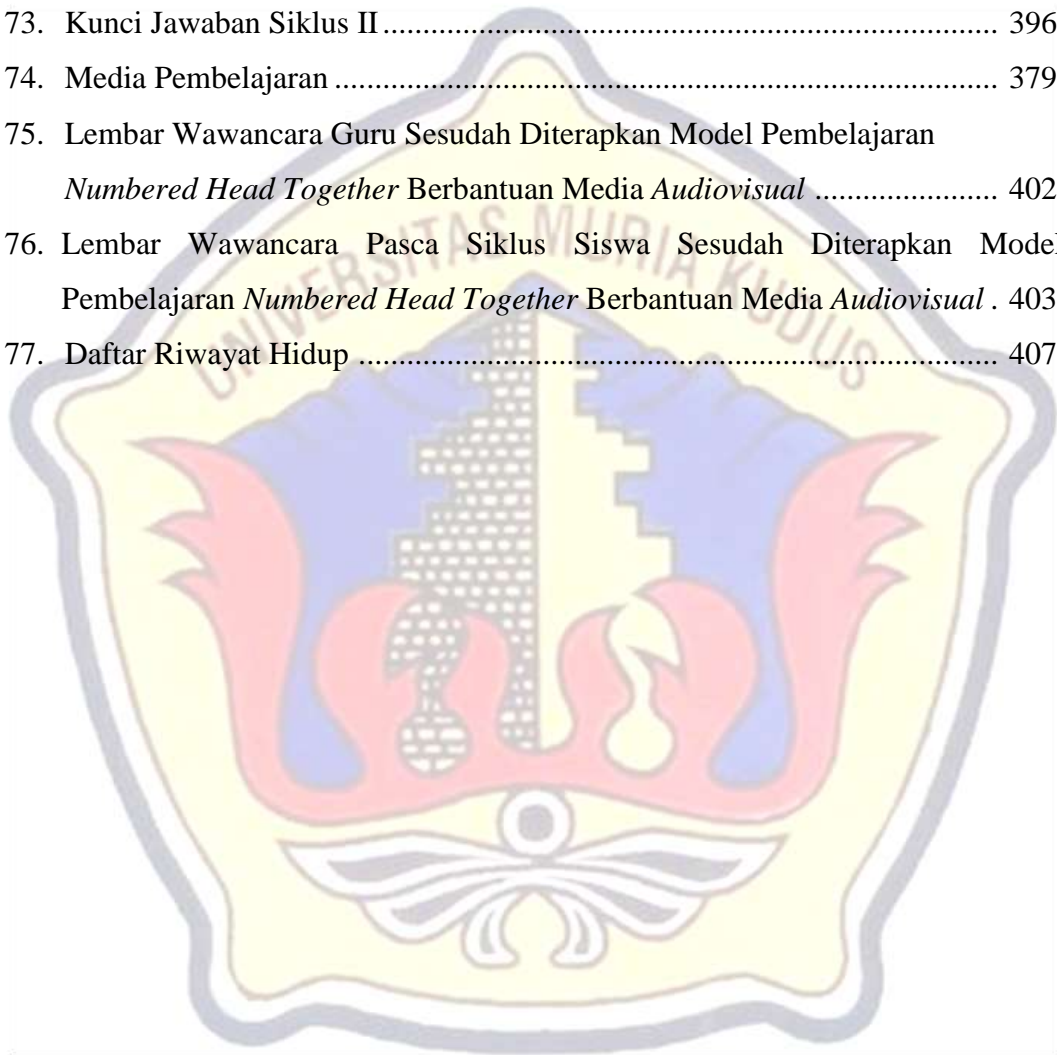 73. Kunci Jawaban Siklus II ........................................................................ 396
74. Media Pembelajaran .............................................................................. 379
75. Lembar Wawancara Guru Sesudah Diterapkan Model Pembelajaran
Numbered Head Together Berbantuan Media Audiovisual ...................... 402
76. Lembar Wawancara Pasca Siklus Siswa Sesudah Diterapkan Model
Pembelajaran Numbered Head Together Berbantuan Media Audiovisual . 403
77. Daftar Riwayat Hidup ........................................................................... 407
UNIVERSITAS MURIA KUDUS